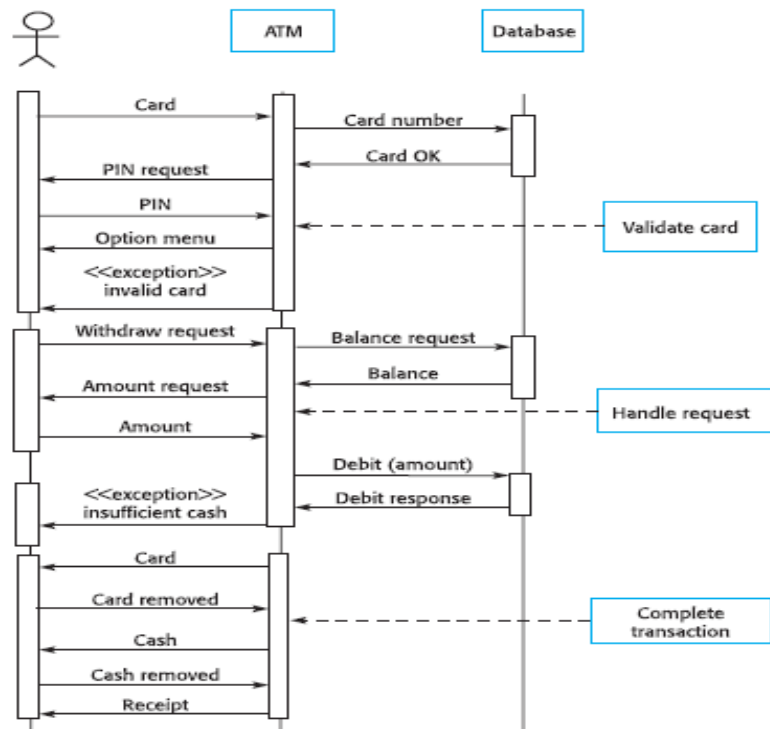 ATM
Database
Card
Card number
Card OK
PIN request
PIN
Validate card
Option menu
<<exception>>
invalid card
Withdraw request
Balance request
Balance
Amount request
Handle request
Amount
Debit (amount)
<<exception>>
insufficient cash
Debit response
Card
Card removed
Complete
transaction
Cash
Cash removed
Receipt